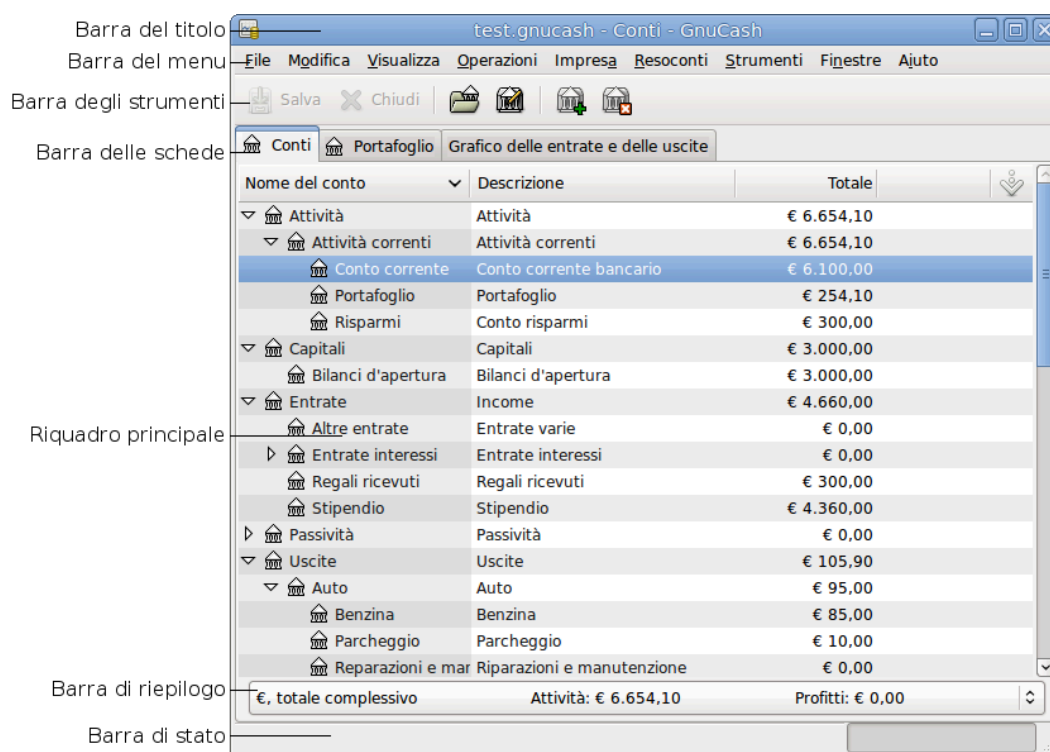 Barra del titolo
test.gnucash - Conti - GnuCash
Barra del menu
File Modifica Visualizza Operazioni Impresa Resoconti Strumenti Finestre Aiuto
Barra degli strumenti
Salva Chiudi
Barra delle schede
Conti Portafoglio Grafico delle entrate e delle uscite
Nome del conto Descrizione Totale
Attività Attività € 6.654,10
Attività correnti Attività correnti € 6.654,10
Conto corrente Conto corrente bancario € 6.100,00
Portafoglio Portafoglio € 254,10
Risparmi Conto risparmi € 300,00
Capitali Capitali € 3.000,00
Bilanci d'apertura Bilanci d'apertura € 3.000,00
Entrate Income € 4.660,00
Riquadro principale
Altre entrate Entrate varie € 0,00
Entrate interessi Entrate interessi € 0,00
Regali ricevuti Regali ricevuti € 300,00
Stipendio Stipendio € 4.360,00
Passività Passività € 0,00
Uscite Uscite € 105,90
Auto Auto € 95,00
Benzina Benzina € 85,00
Parcheggio Parcheggio € 10,00
Reparazioni e mar Riparazioni e manutenzione € 0,00
Barra di riepilogo
€, totale complessivo Attività: € 6.654,10 Profitti: € 0,00
Barra di stato